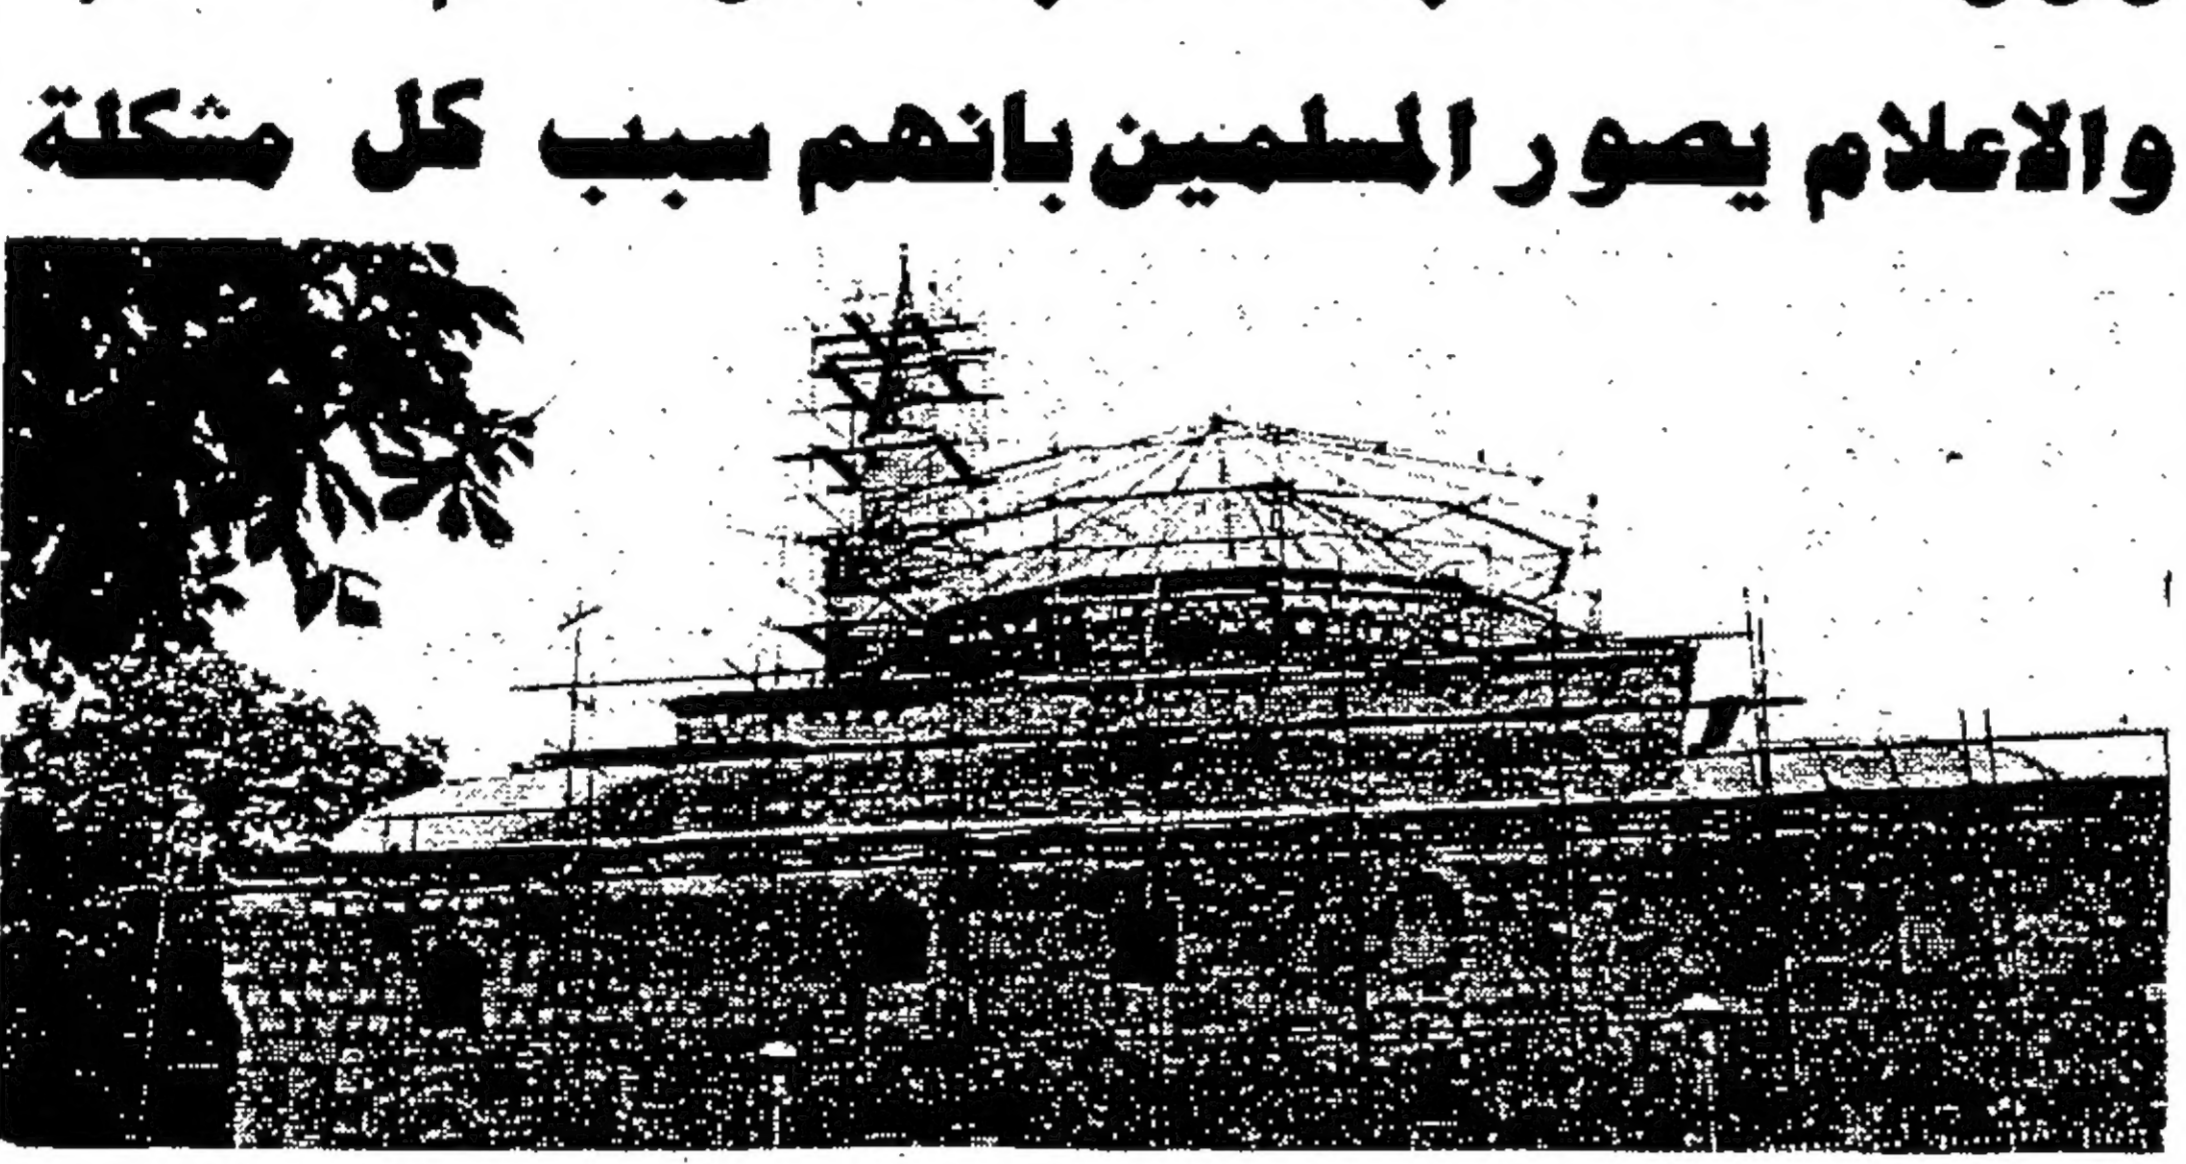 والاعلام يصور المسلمين بانهم سبب كل مشكلة